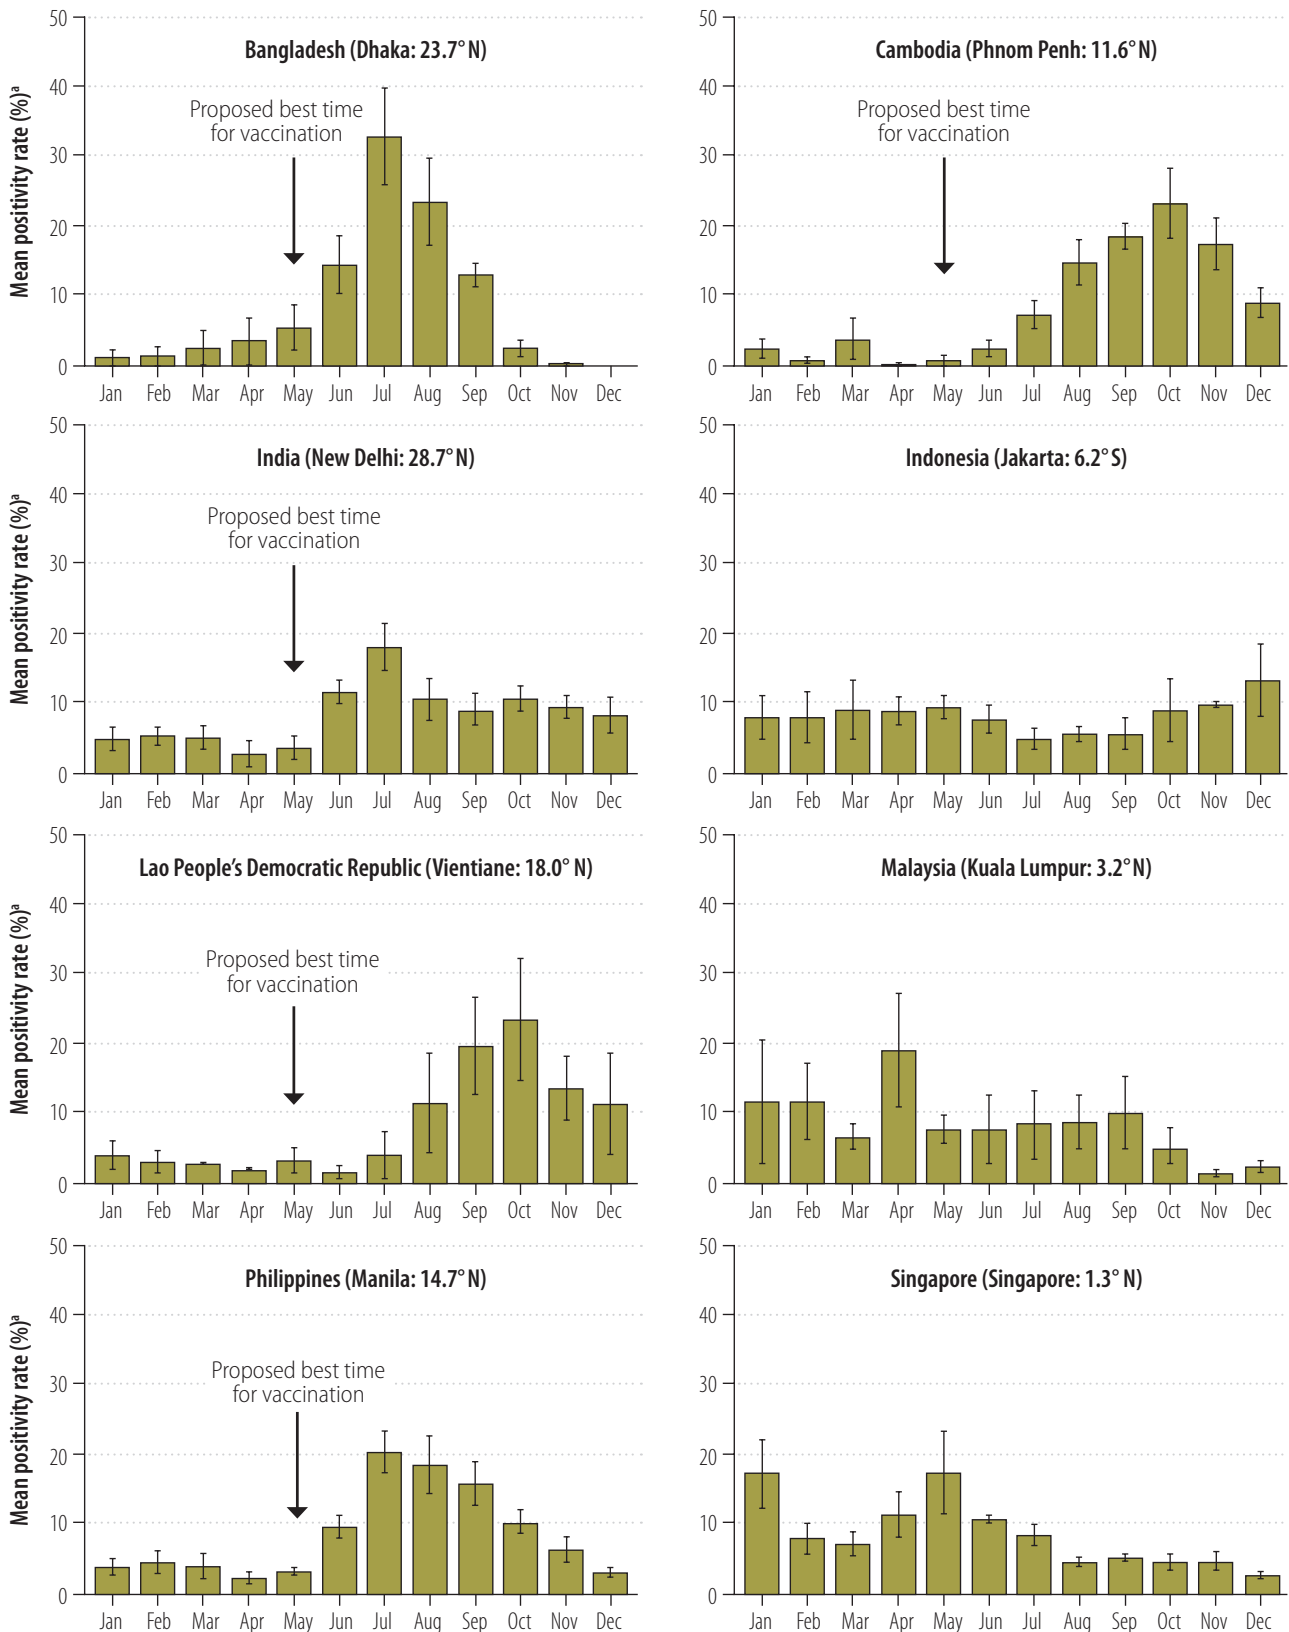 Bangladesh (Dhaka: 23.7° N)
Mean positivity rate (%)ª
50
40
30
20
10
0
Proposed best time
for vaccination
Jan Feb Mar Apr May Jun Jul Aug Sep Oct Nov Dec
Cambodia (Phnom Penh: 11.6° N)
50
40
30
20
10
0
Proposed best time
for vaccination
Jan Feb Mar Apr May Jun Jul Aug Sep Oct Nov Dec
India (New Delhi: 28.7° N)
Mean positivity rate (%)ª
50
40
30
20
10
0
Proposed best time
for vaccination
Jan Feb Mar Apr May Jun Jul Aug Sep Oct Nov Dec
Indonesia (Jakarta: 6.2° S)
50
40
30
20
10
0
Jan Feb Mar Apr May Jun Jul Aug Sep Oct Nov Dec
Lao People’s Democratic Republic (Vientiane: 18.0° N)
Mean positivity rate (%)ª
50
40
30
20
10
0
Proposed best time
for vaccination
Jan Feb Mar Apr May Jun Jul Aug Sep Oct Nov Dec
Malaysia (Kuala Lumpur: 3.2° N)
50
40
30
20
10
0
Jan Feb Mar Apr May Jun Jul Aug Sep Oct Nov Dec
Philippines (Manila: 14.7° N)
Mean positivity rate (%)ª
50
40
30
20
10
0
Proposed best time
for vaccination
Jan Feb Mar Apr May Jun Jul Aug Sep Oct Nov Dec
Singapore (Singapore: 1.3° N)
50
40
30
20
10
0
Jan Feb Mar Apr May Jun Jul Aug Sep Oct Nov Dec